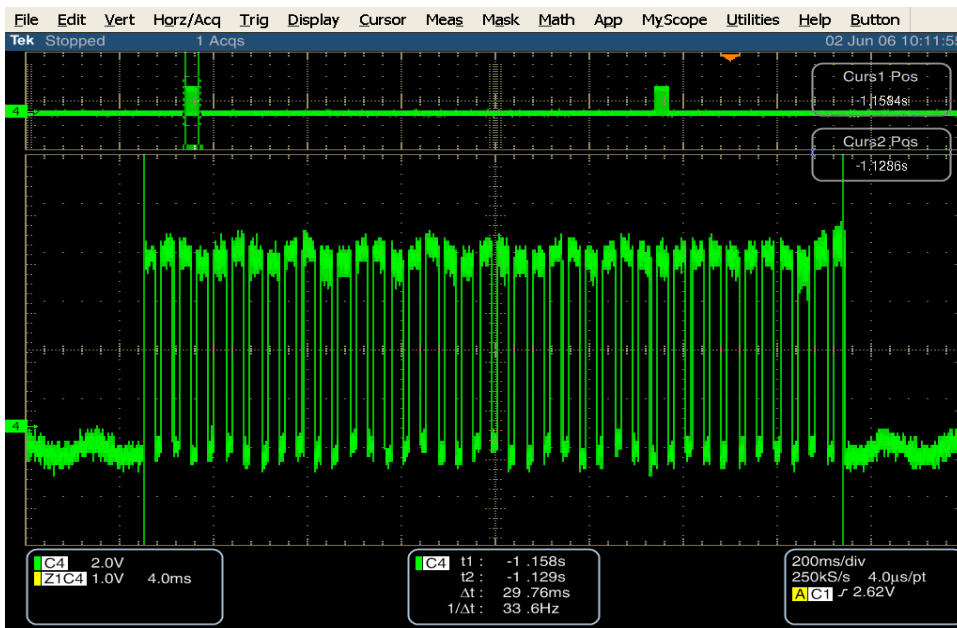 File Edit Vert Horz/Acq Trig Display Cursor Meas Mask Math App MyScope Utilities Help Button
Tek Stopped 1 Acqs 02 Jun 06 10:11:55
Curs1 Pos
4 -1.1584s
Curs2 Pos
-1.1286s
4
C4 2.0V
Z1C4 1.0V 4.0ms
C4 t1 : -1 .158s
t2 : -1 .129s
Δt : 29 .76ms
1/Δt : 33 .6Hz
200ms/div
250kS/s 4.0µs/pt
A C1 2.62V